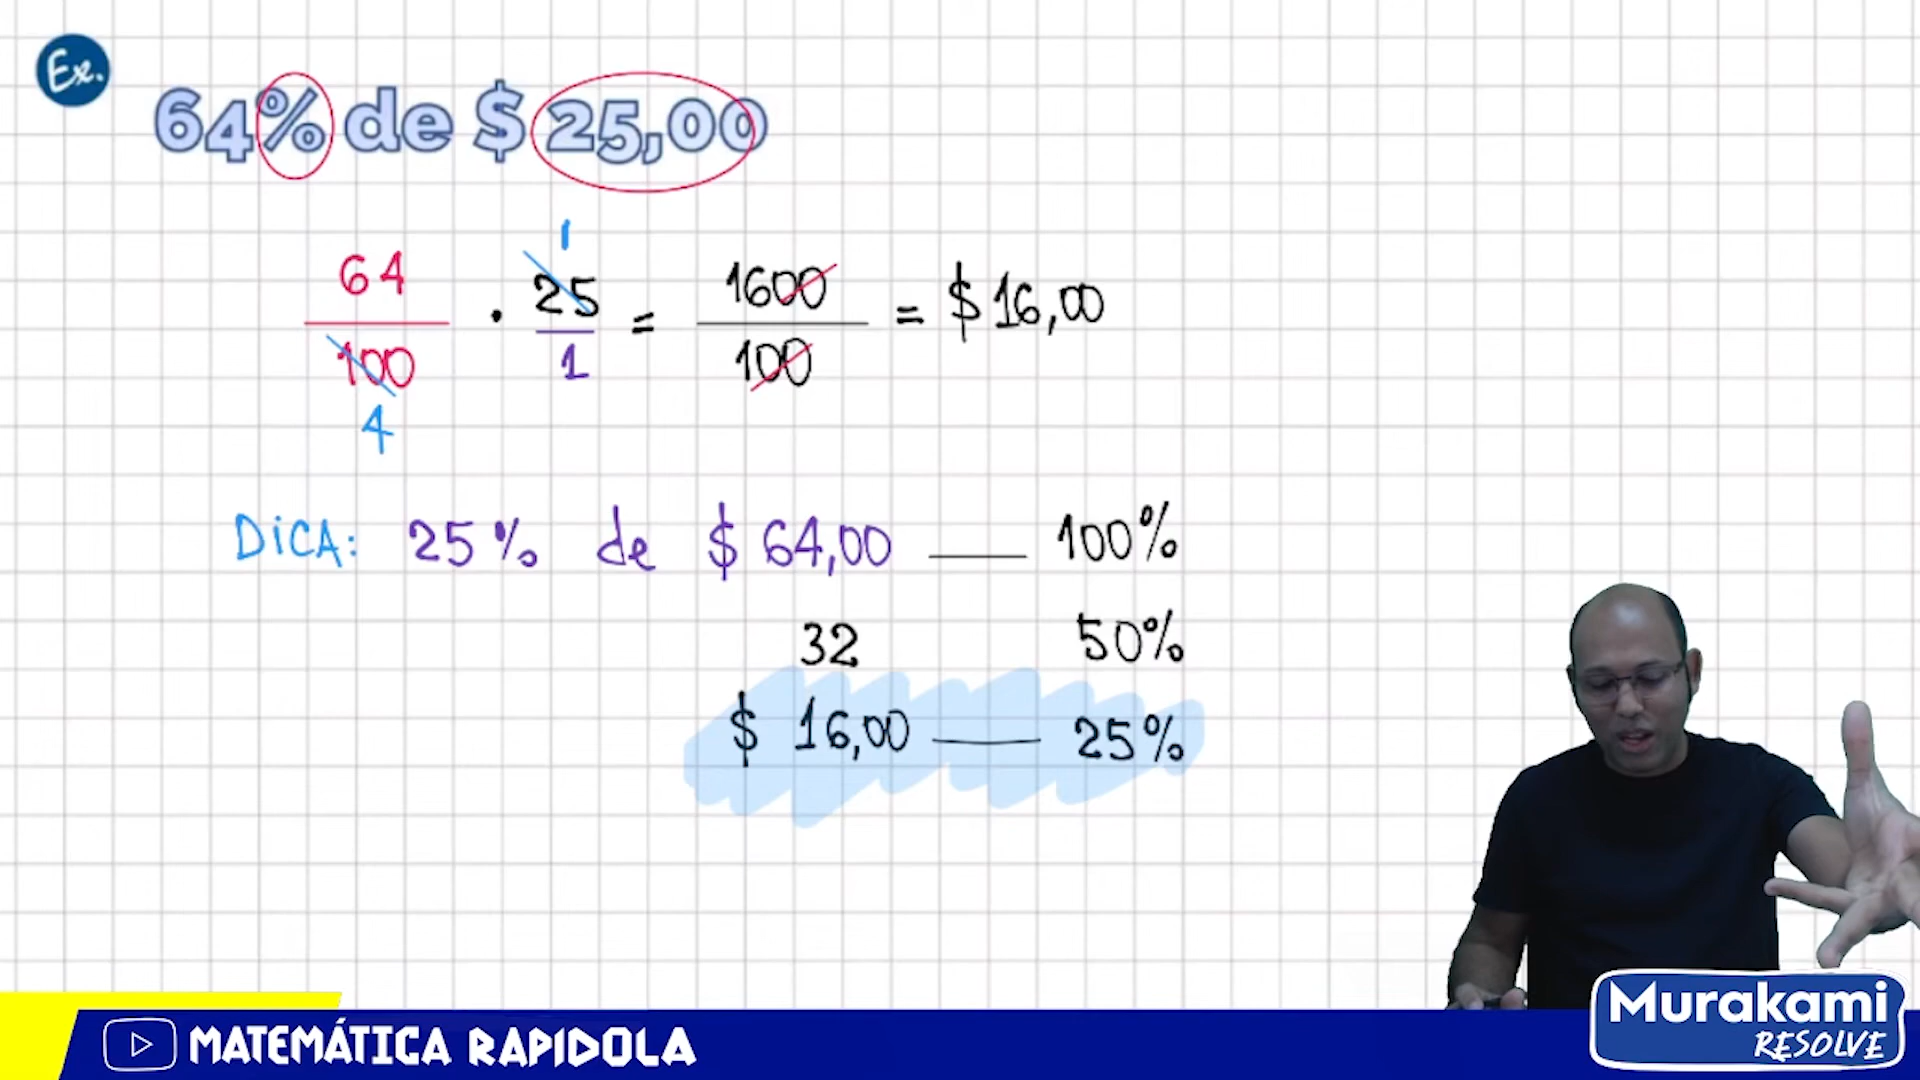 Ex.
64% de $ 25,00
64/100 · 25/1 = 1600/100 = $ 16,00
1
4
DiCA: 25% de $ 64,00 — 100%
32 50%
$ 16,00 — 25%
MATEMÁTICA RAPIDOLA
Murakami
RESOLVE